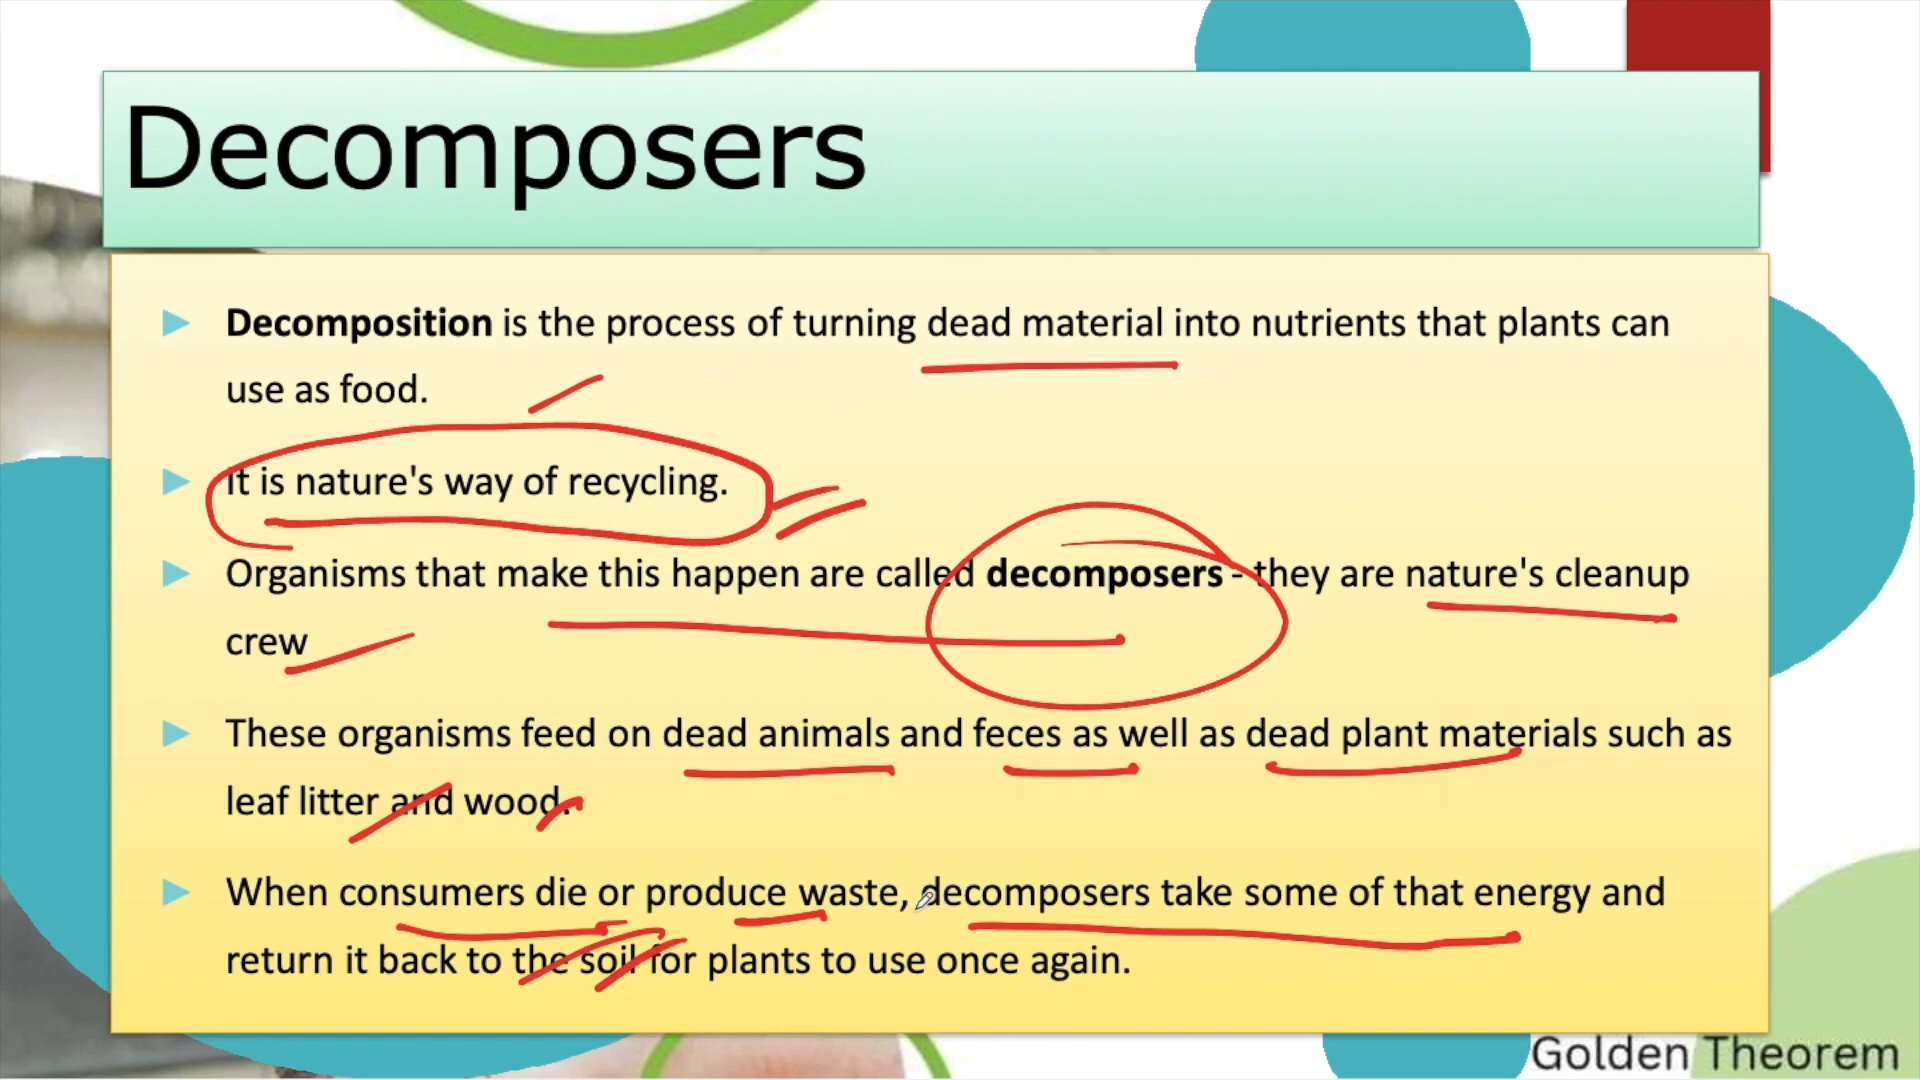 Decomposers
Decomposition is the process of turning dead material into nutrients that plants can
use as food.
It is nature's way of recycling.
Organisms that make this happen are called decomposers - they are nature's cleanup
crew
These organisms feed on dead animals and feces as well as dead plant materials such as
leaf litter and wood.
When consumers die or produce waste, decomposers take some of that energy and
return it back to the soil for plants to use once again.
Golden Theorem